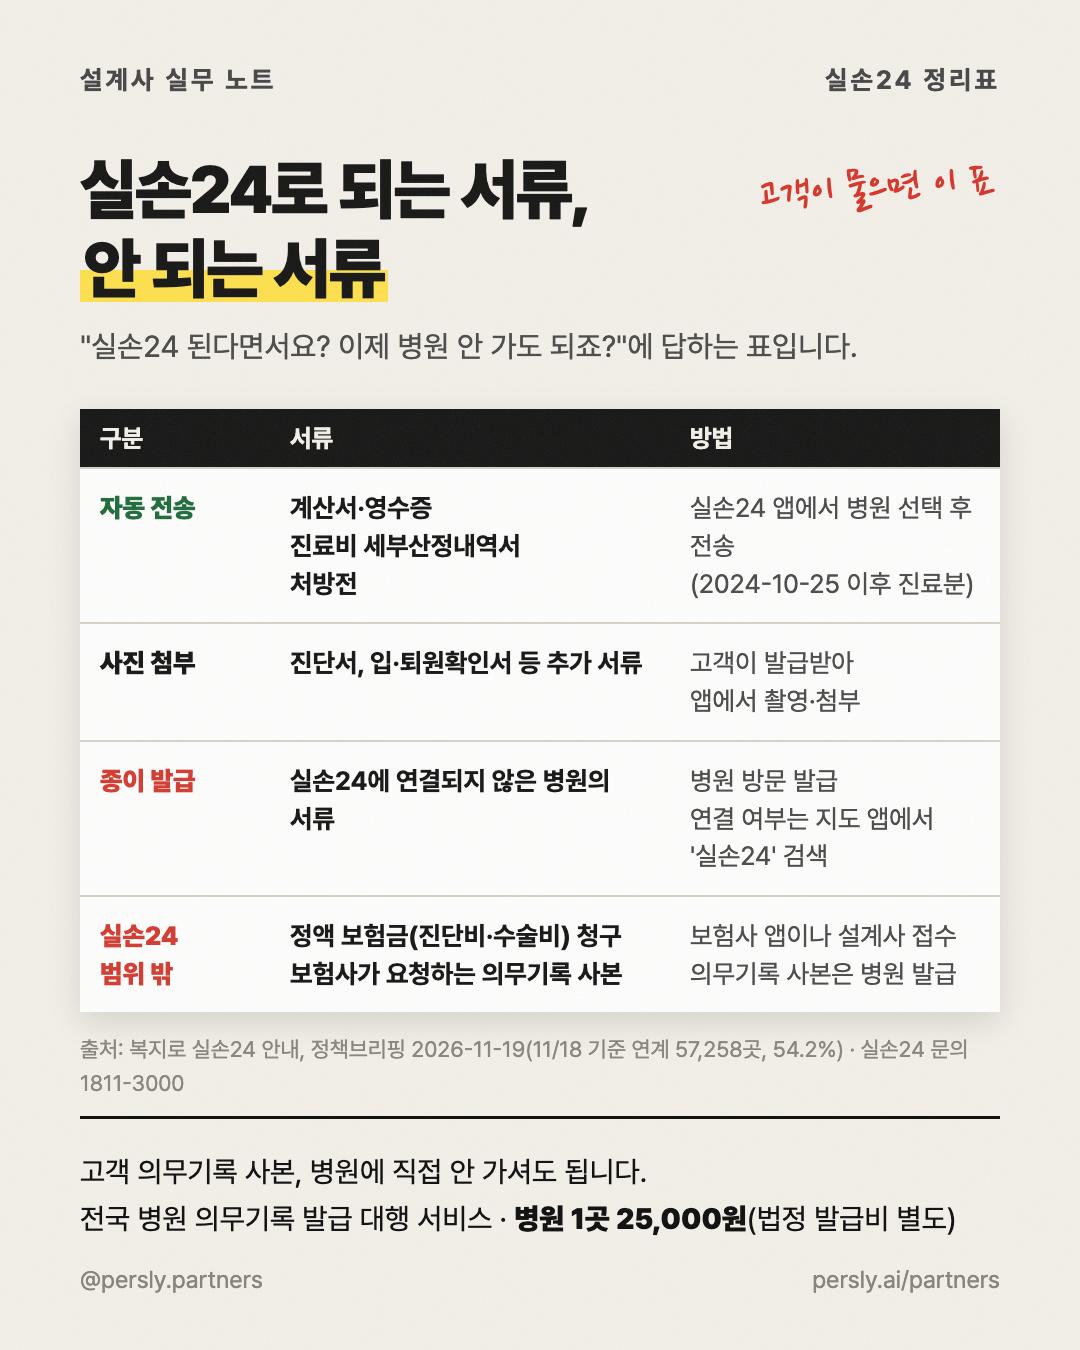 설계사 실무 노트
실손24 정리표
실손24로 되는 서류,
안 되는 서류
고객이 물으면 이 표
"실손24 된다면서요? 이제 병원 안 가도 되죠?"에 답하는 표입니다.
구분 서류 방법
자동 전송
계산서·영수증
진료비 세부산정내역서
처방전
실손24 앱에서 병원 선택 후
전송
(2024-10-25 이후 진료분)
사진 첨부
진단서, 입·퇴원확인서 등 추가 서류
고객이 발급받아
앱에서 촬영·첨부
종이 발급
실손24에 연결되지 않은 병원의
서류
병원 방문 발급
연결 여부는 지도 앱에서
'실손24' 검색
실손24
범위 밖
정액 보험금(진단비·수술비) 청구
보험사가 요청하는 의무기록 사본
보험사 앱이나 설계사 접수
의무기록 사본은 병원 발급
출처: 복지로 실손24 안내, 정책브리핑 2026-11-19(11/18 기준 연계 57,258곳, 54.2%) · 실손24 문의
1811-3000
고객 의무기록 사본, 병원에 직접 안 가셔도 됩니다.
전국 병원 의무기록 발급 대행 서비스 · 병원 1곳 25,000원(법정 발급비 별도)
@persly.partners
persly.ai/partners